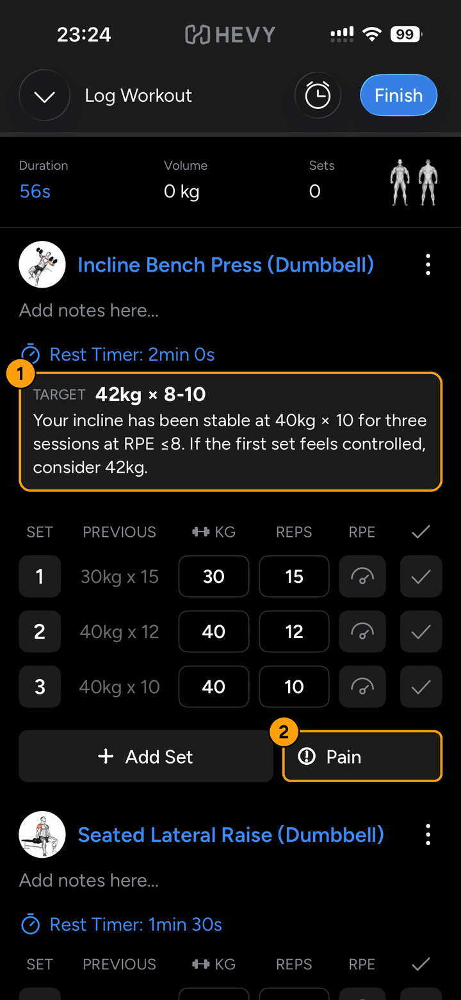 23:24 HEVY 99
Log Workout Finish
Duration Volume Sets
56s 0 kg 0
Incline Bench Press (Dumbbell)
Add notes here...
Rest Timer: 2min 0s
1
TARGET 42kg × 8-10
Your incline has been stable at 40kg × 10 for three
sessions at RPE ≤8. If the first set feels controlled,
consider 42kg.
SET PREVIOUS KG REPS RPE
1 30kg x 15 30 15
2 40kg x 12 40 12
3 40kg x 10 40 10
2
+ Add Set Pain
Seated Lateral Raise (Dumbbell)
Add notes here...
Rest Timer: 1min 30s
SET PREVIOUS KG REPS RPE